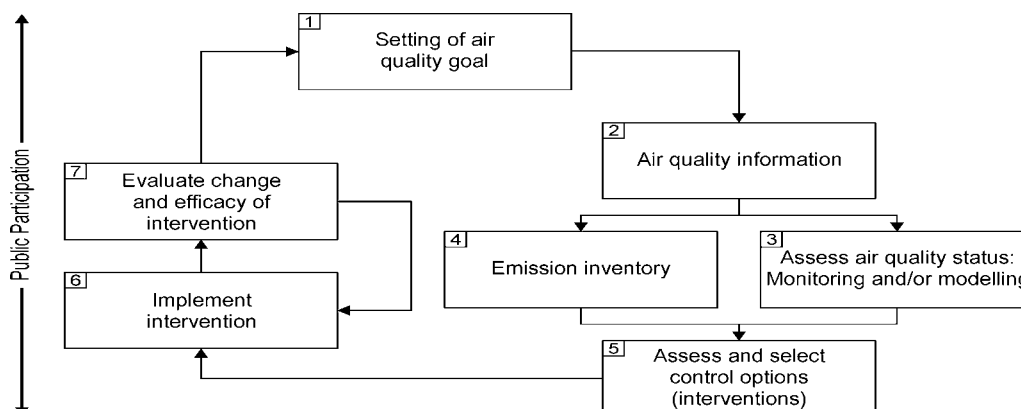 Public Participation
1
Setting of air
quality goal
2
Air quality information
7
Evaluate change
and efficacy of
intervention
4
Emission inventory
3
Assess air quality status:
Monitoring and/or modelling
6
Implement
intervention
5
Assess and select
control options
(interventions)